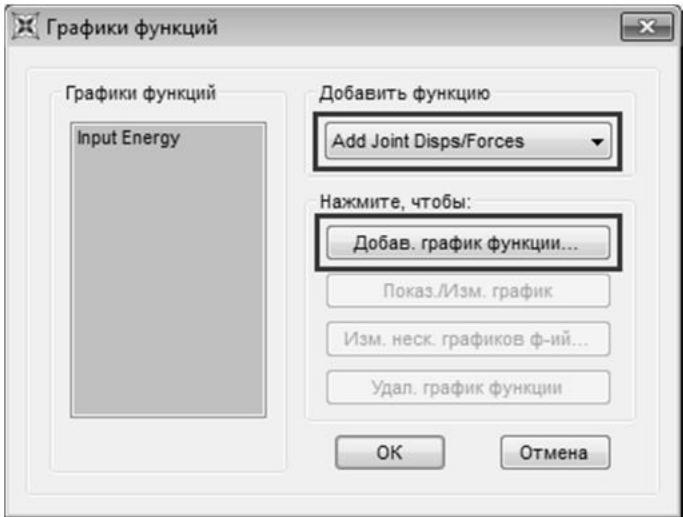 Графики функций
Графики функций
Input Energy
Добавить функцию
Add Joint Disps/Forces
Нажмите, чтобы:
Добав. график функции...
Показ./Изм. график
Изм. неск. графиков ф-ий...
Удал. график функции
OK
Отмена